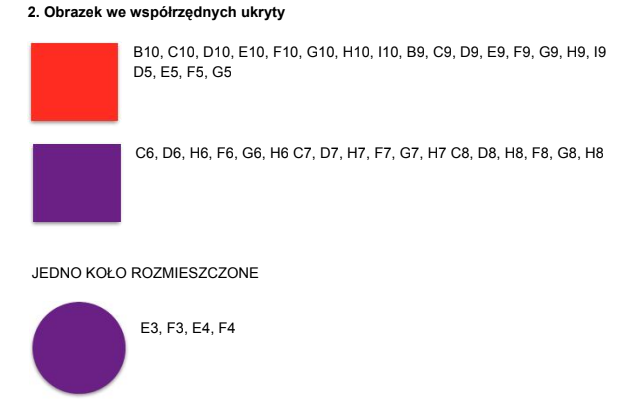 2. Obrazek we współrzędnych ukryty
B10, C10, D10, E10, F10, G10, H10, I10, B9, C9, D9, E9, F9, G9, H9, I9
D5, E5, F5, G5
C6, D6, H6, F6, G6, H6 C7, D7, H7, F7, G7, H7 C8, D8, H8, F8, G8, H8
JEDNO KOŁO ROZMIESZCZONE
E3, F3, E4, F4